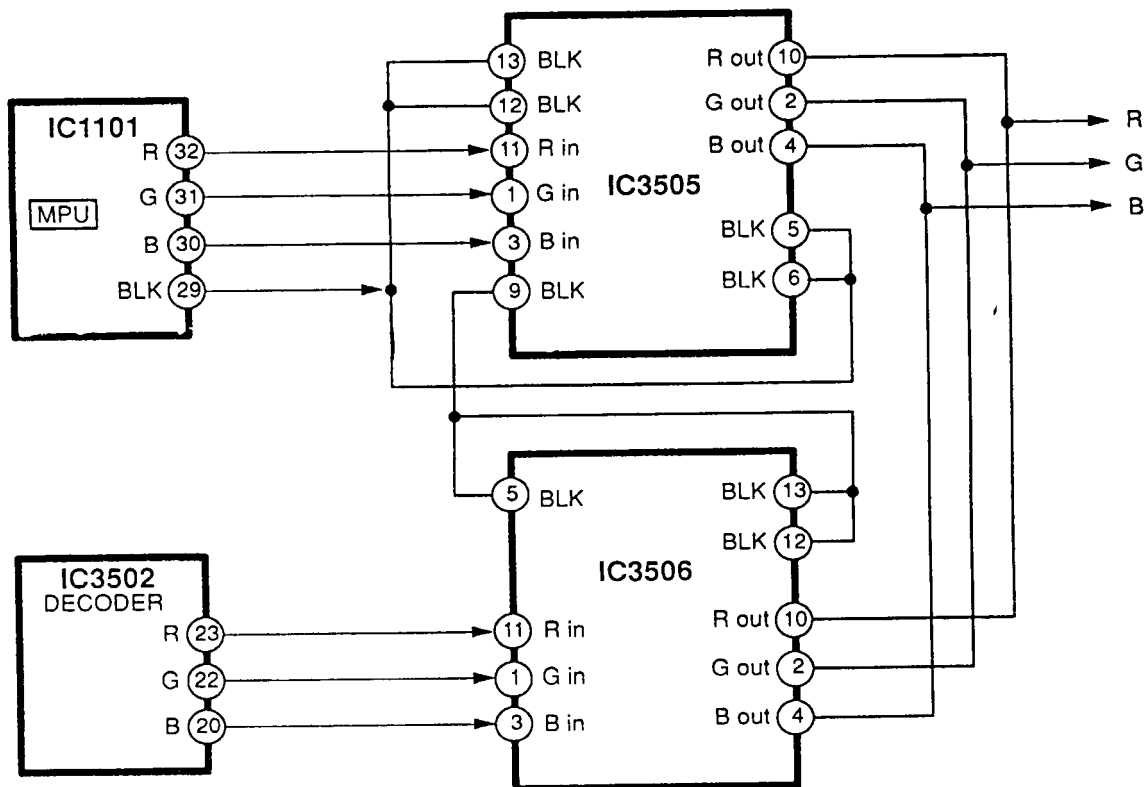 IC1101
MPU
R 32
G 31
B 30
BLK 29
13 BLK
12 BLK
11 R in
1 G in
3 B in
9 BLK
IC3505
R out 10
G out 2
B out 4
BLK 5
BLK 6
R
G
B
IC3502
DECODER
R 23
G 22
B 20
5 BLK
11 R in
1 G in
3 B in
IC3506
BLK 13
BLK 12
R out 10
G out 2
B out 4